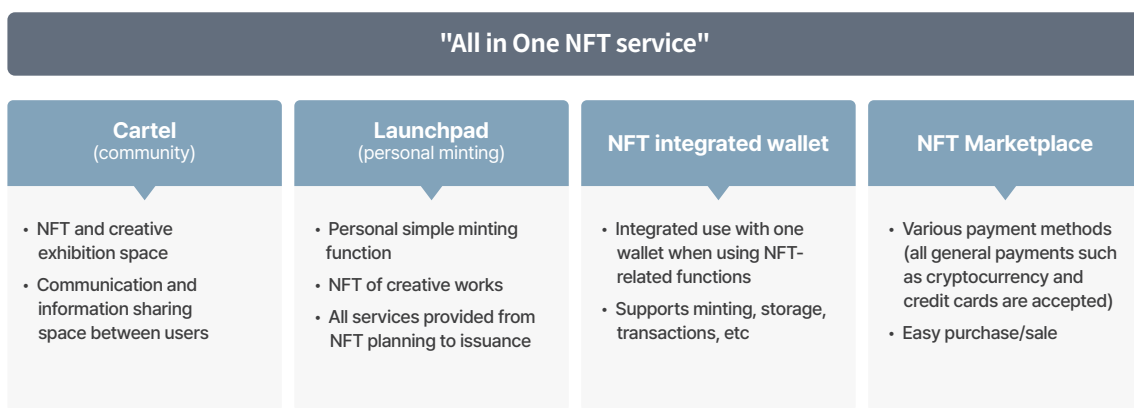 "All in One NFT service"
Cartel
(community)
• NFT and creative
exhibition space
• Communication and
information sharing
space between users
Launchpad
(personal minting)
• Personal simple minting
function
• NFT of creative works
• All services provided from
NFT planning to issuance
NFT integrated wallet
• Integrated use with one
wallet when using NFT-
related functions
• Supports minting, storage,
transactions, etc
NFT Marketplace
• Various payment methods
(all general payments such
as cryptocurrency and
credit cards are accepted)
• Easy purchase/sale